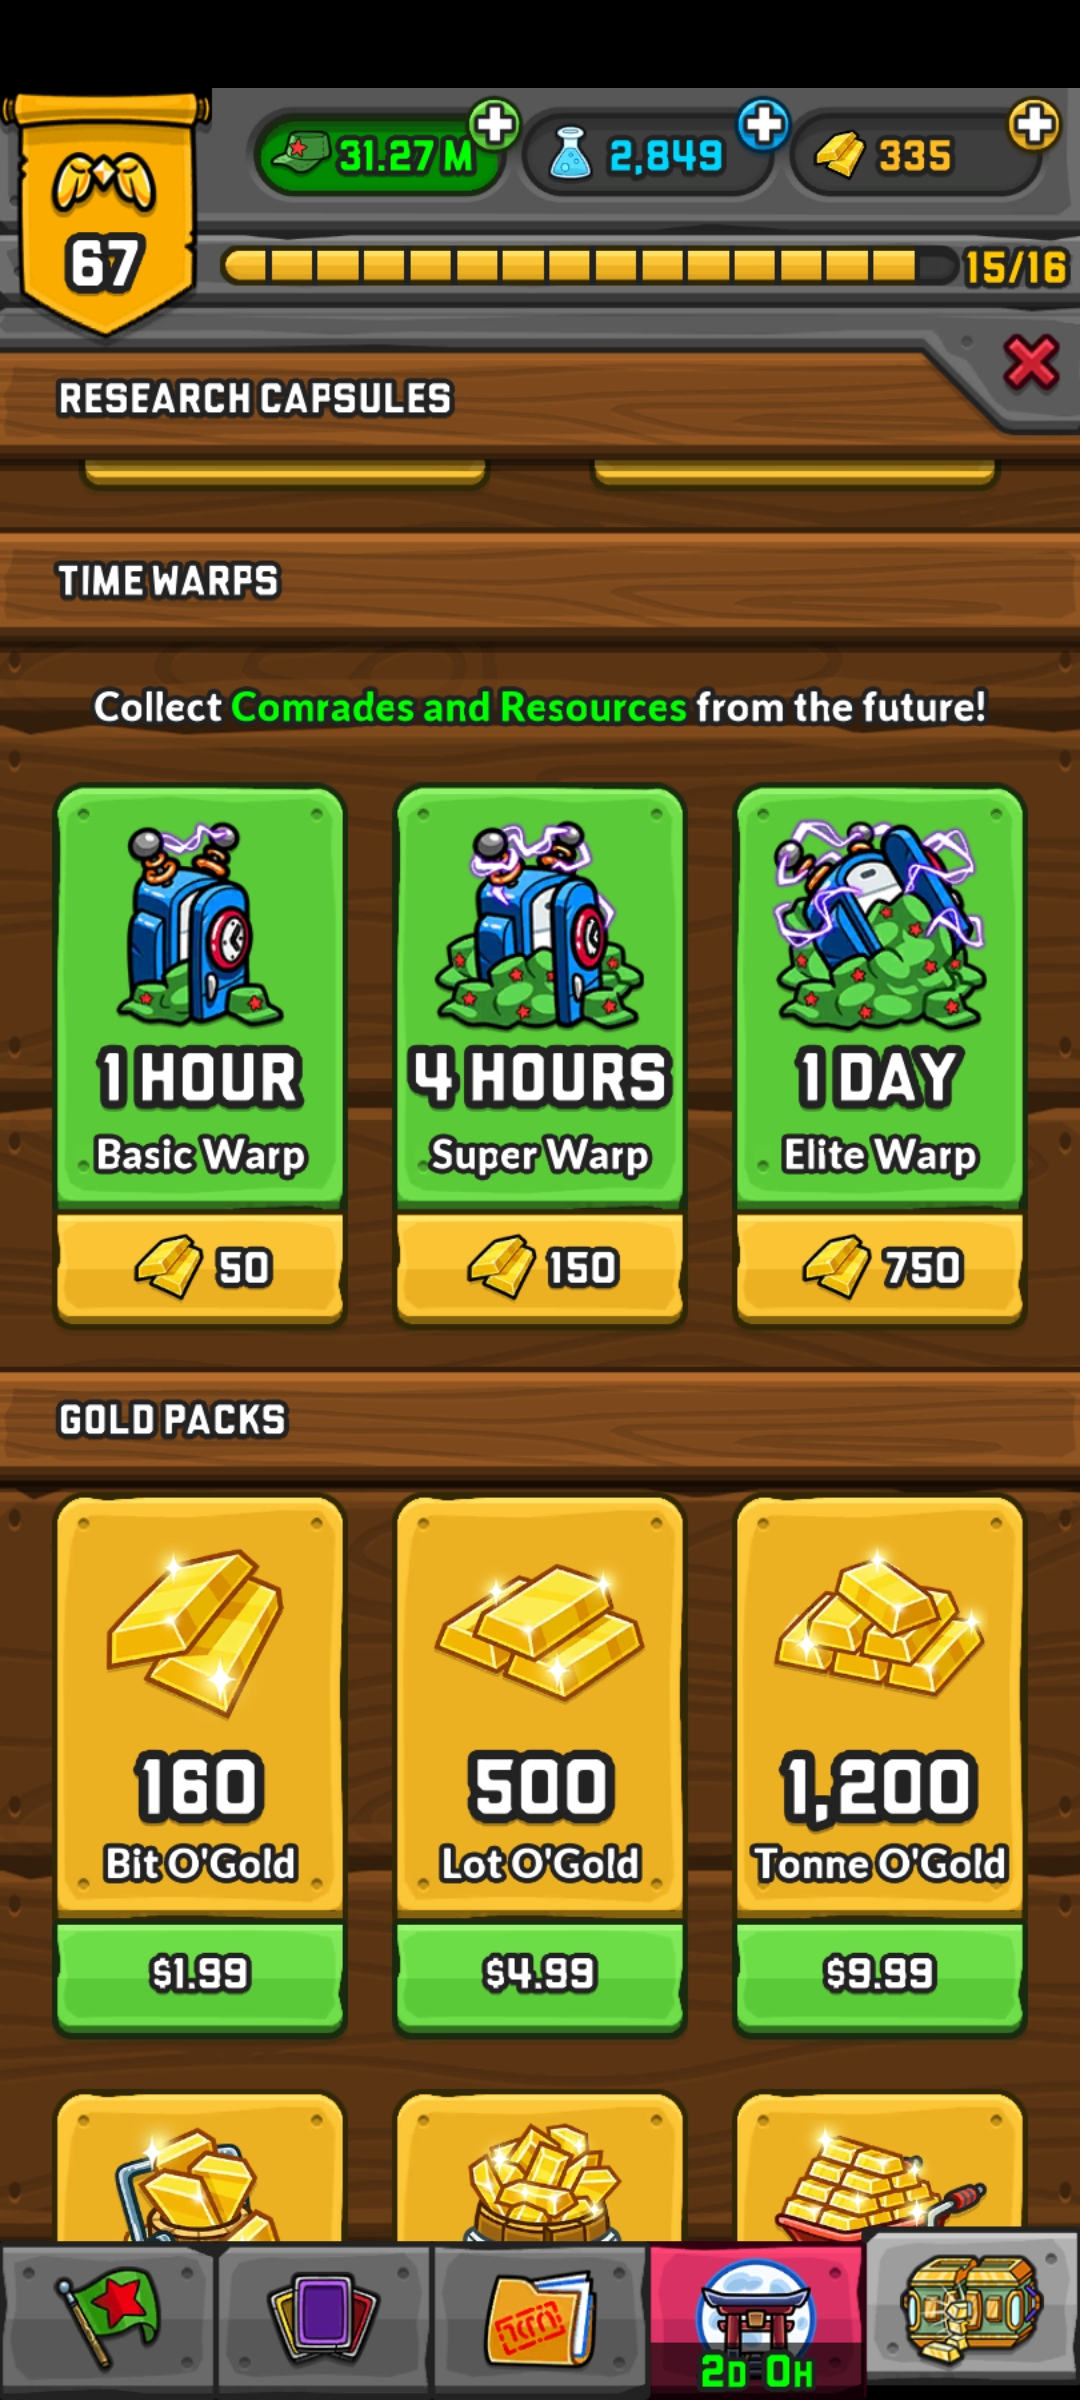 31.27 M
2,849
335
67
15/16
RESEARCH CAPSULES
TIME WARPS
Collect Comrades and Resources from the future!
1 HOUR
4 HOURS
1 DAY
Basic Warp
Super Warp
Elite Warp
50
150
750
GOLD PACKS
160
500
1,200
Bit O'Gold
Lot O'Gold
Tonne O'Gold
$1.99
$4.99
$9.99
2D 0H